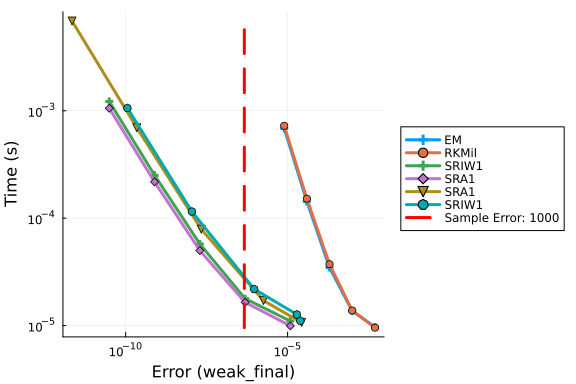 Time (s)
10⁻³
10⁻⁴
10⁻⁵
10⁻¹⁰
10⁻⁵
Error (weak_final)
EM
RKMil
SRIW1
SRA1
SRA1
SRIW1
Sample Error: 1000